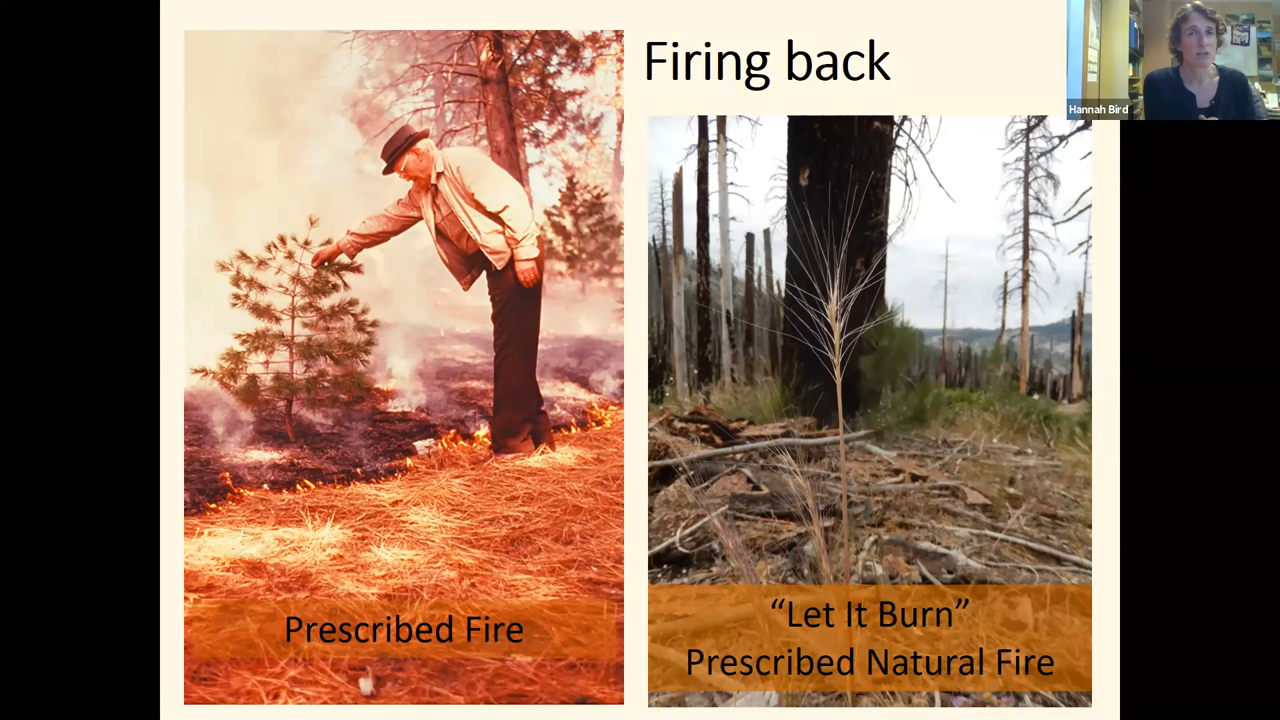 Firing back
Hannah Bird
Prescribed Fire
“Let It Burn”
Prescribed Natural Fire